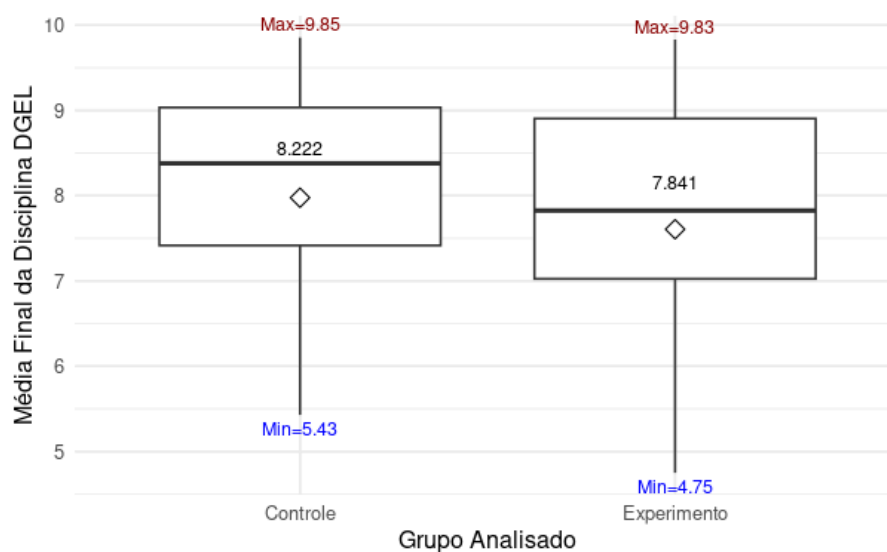 10
9
8
7
6
5
Média Final da Disciplina DGEL
Max=9.85
Max=9.83
8.222
7.841
Min=5.43
Min=4.75
Controle
Experimento
Grupo Analisado